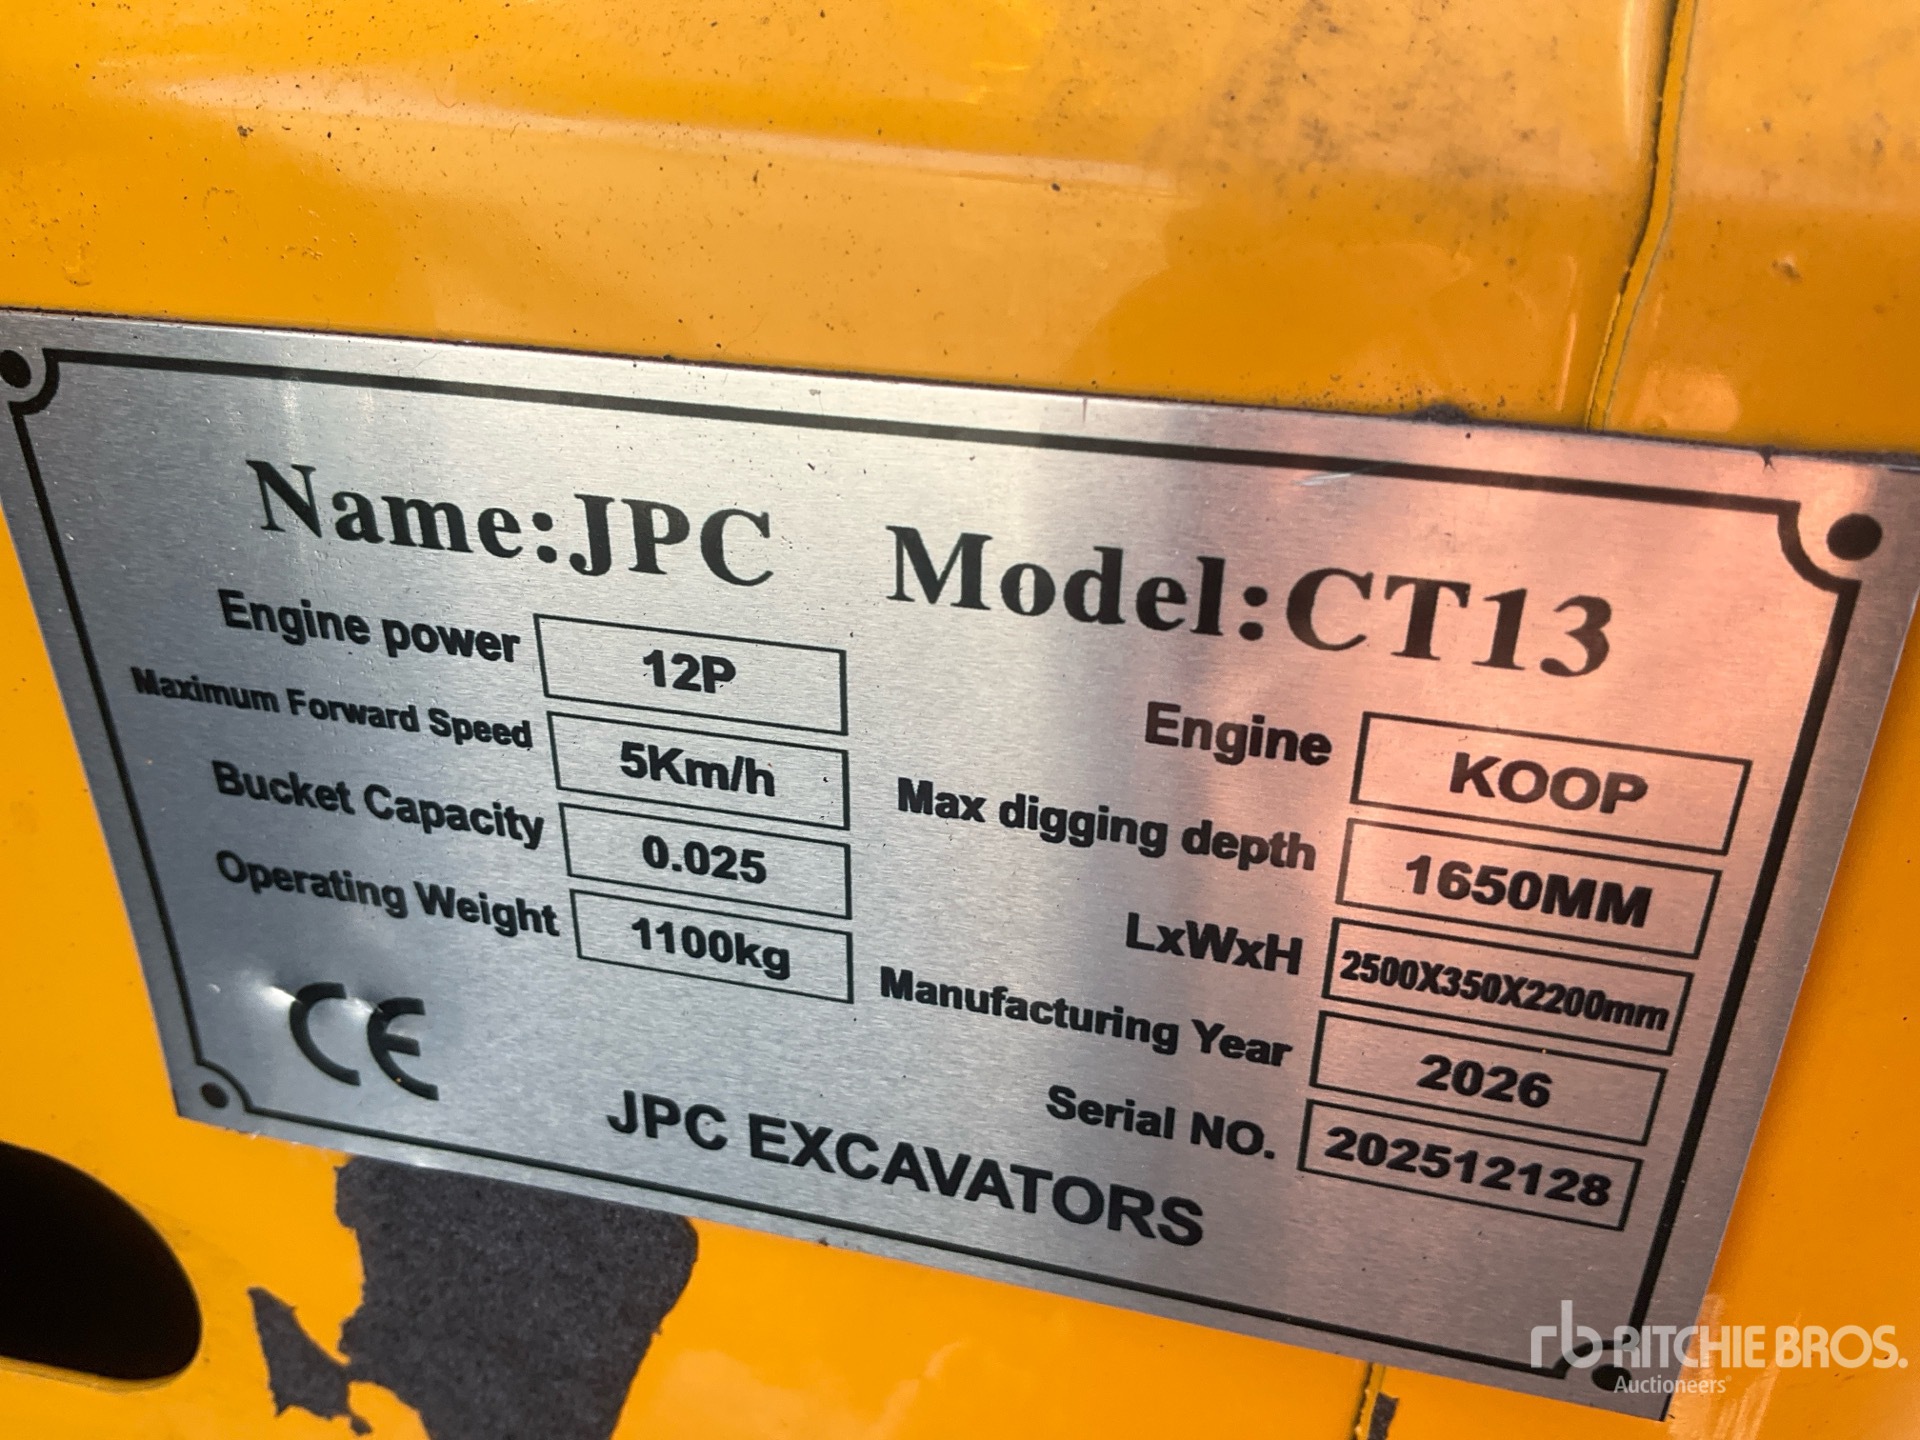 Name:JPC Model:CT13
Engine power 12P
Maximum Forward Speed 5Km/h
Bucket Capacity 0.025
Operating Weight 1100kg
Engine KOOP
Max digging depth 1650MM
LxWxH 2500X350X2200mm
Manufacturing Year 2026
Serial NO. 202512128
CE
JPC EXCAVATORS
rb RITCHIE BROS.
Auctioneers